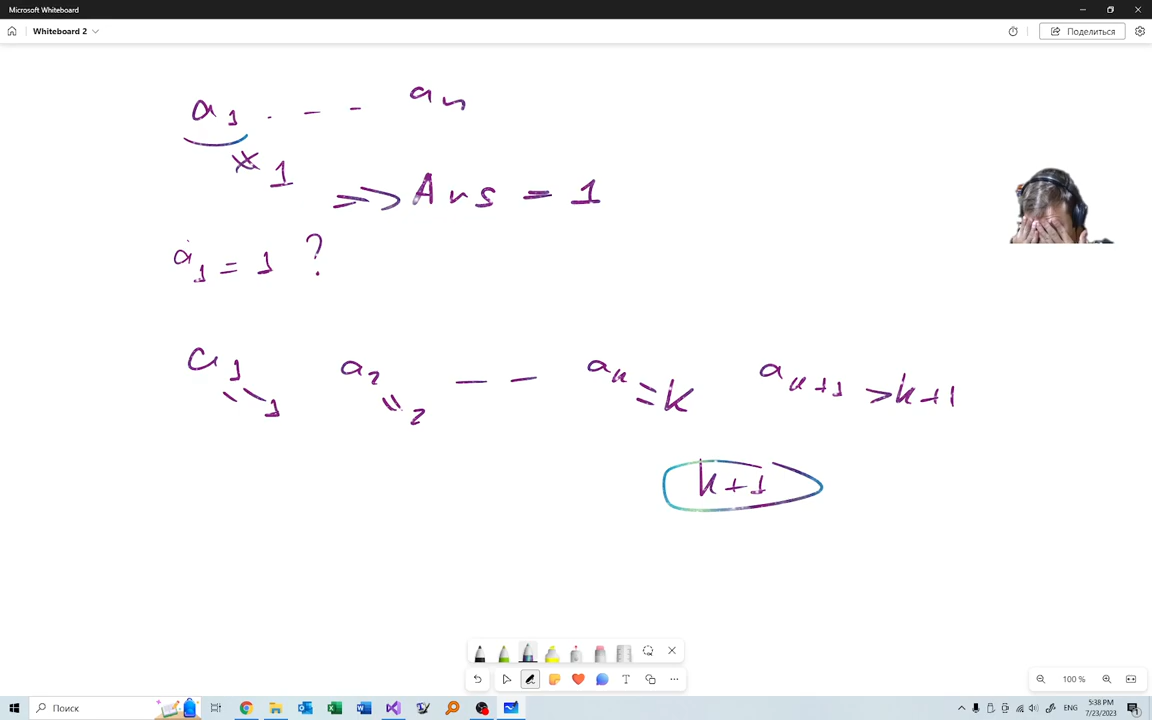 Microsoft Whiteboard
Whiteboard 2
Поделиться
a₁ . - - aₙ
≠ 1
=> Ans = 1
a₁ = 1 ?
a₁ = 1 a₂ = 2 - - aₖ = k aₖ₊₁ > k+1
k+1
100 %
Поиск
ENG
5:38 PM
7/23/2023